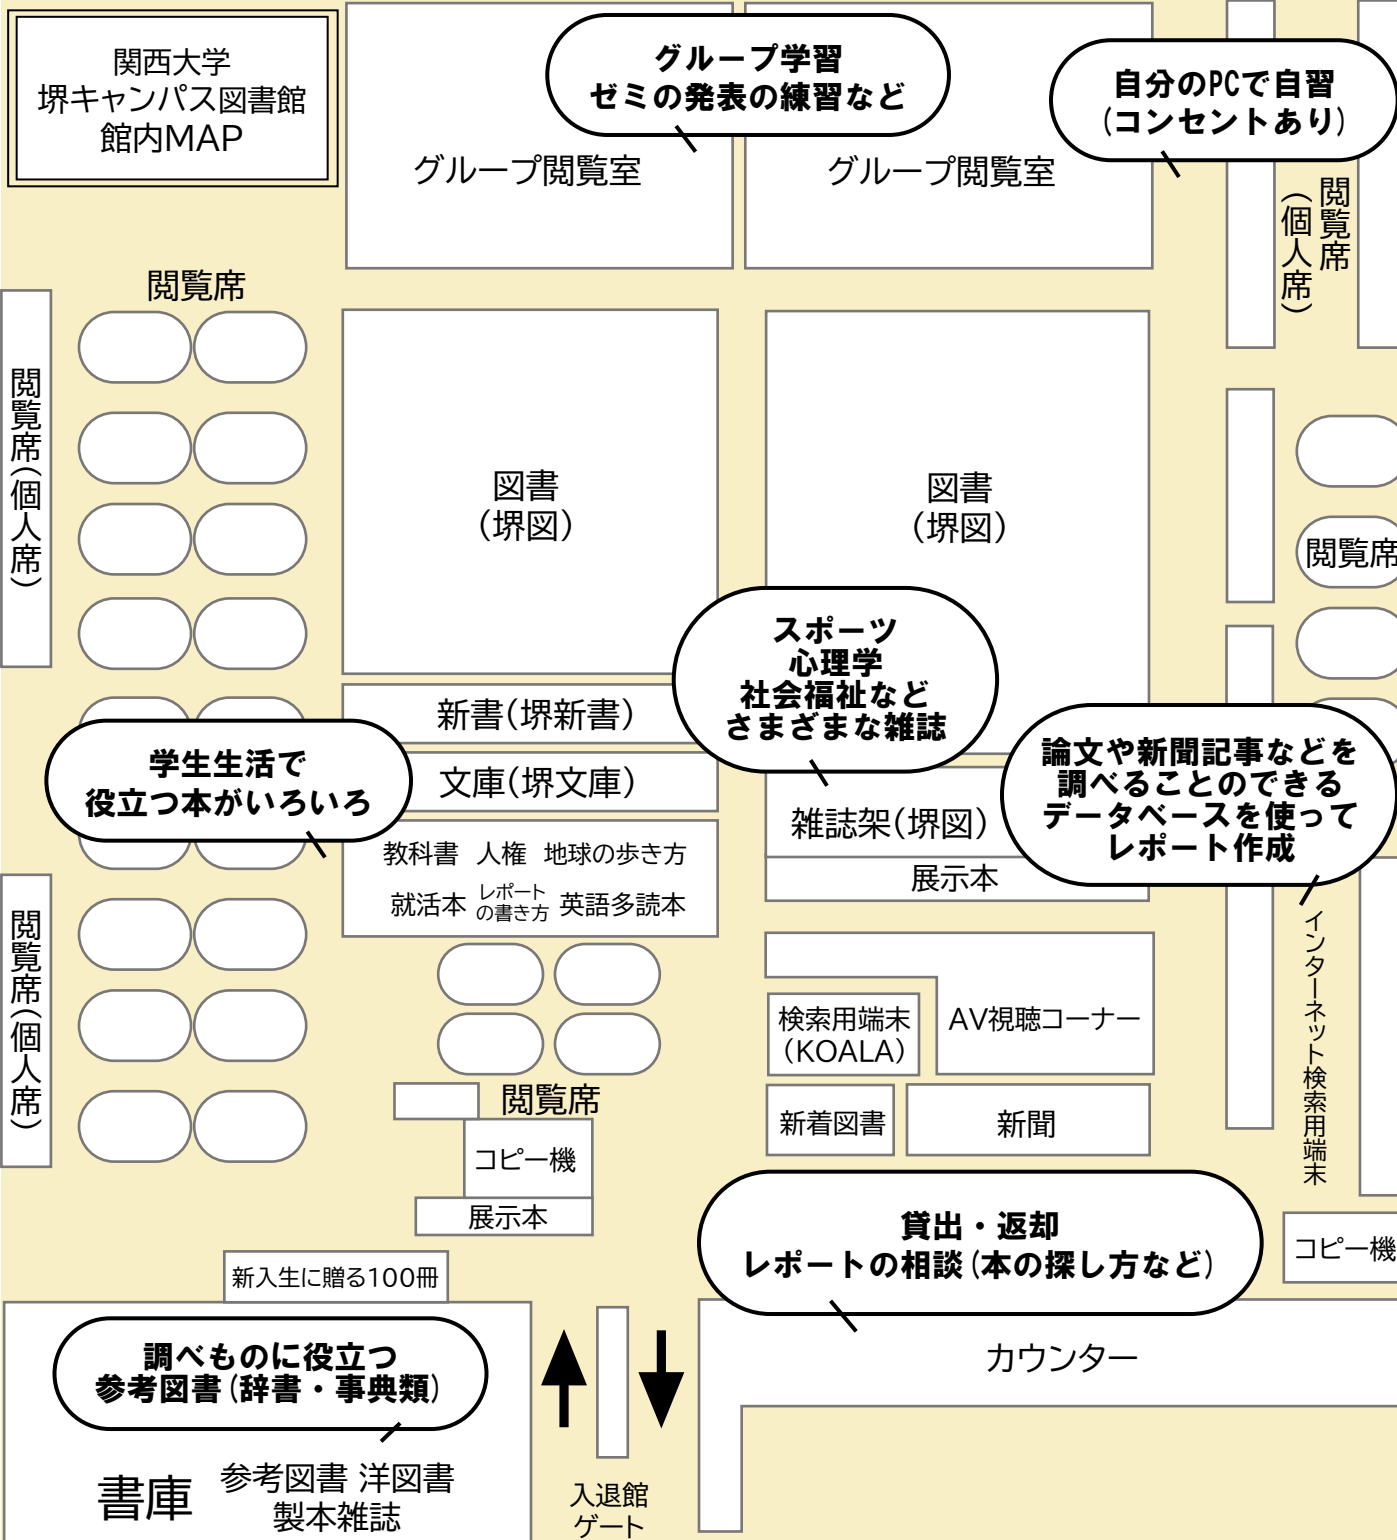 関西大学
堺キャンパス図書館
館内MAP
グループ学習
ゼミの発表の練習など
自分のPCで自習
(コンセントあり)
グループ閲覧室
グループ閲覧室
閲覧席
(個人席)
閲覧席
閲覧席(個人席)
図書
(堺図)
図書
(堺図)
閲覧席
スポーツ
心理学
社会福祉など
さまざまな雑誌
新書(堺新書)
学生生活で
役立つ本がいろいろ
文庫(堺文庫)
論文や新聞記事などを
調べることのできる
データベースを使って
レポート作成
雑誌架(堺図)
展示本
教科書 人権 地球の歩き方
就活本 レポートの書き方 英語多読本
閲覧席(個人席)
インターネット検索用端末
検索用端末
(KOALA)
AV視聴コーナー
閲覧席
新着図書
新聞
コピー機
展示本
貸出・返却
レポートの相談(本の探し方など)
コピー機
新入生に贈る100冊
カウンター
調べものに役立つ
参考図書(辞書・事典類)
書庫
参考図書 洋図書
製本雑誌
入退館
ゲート